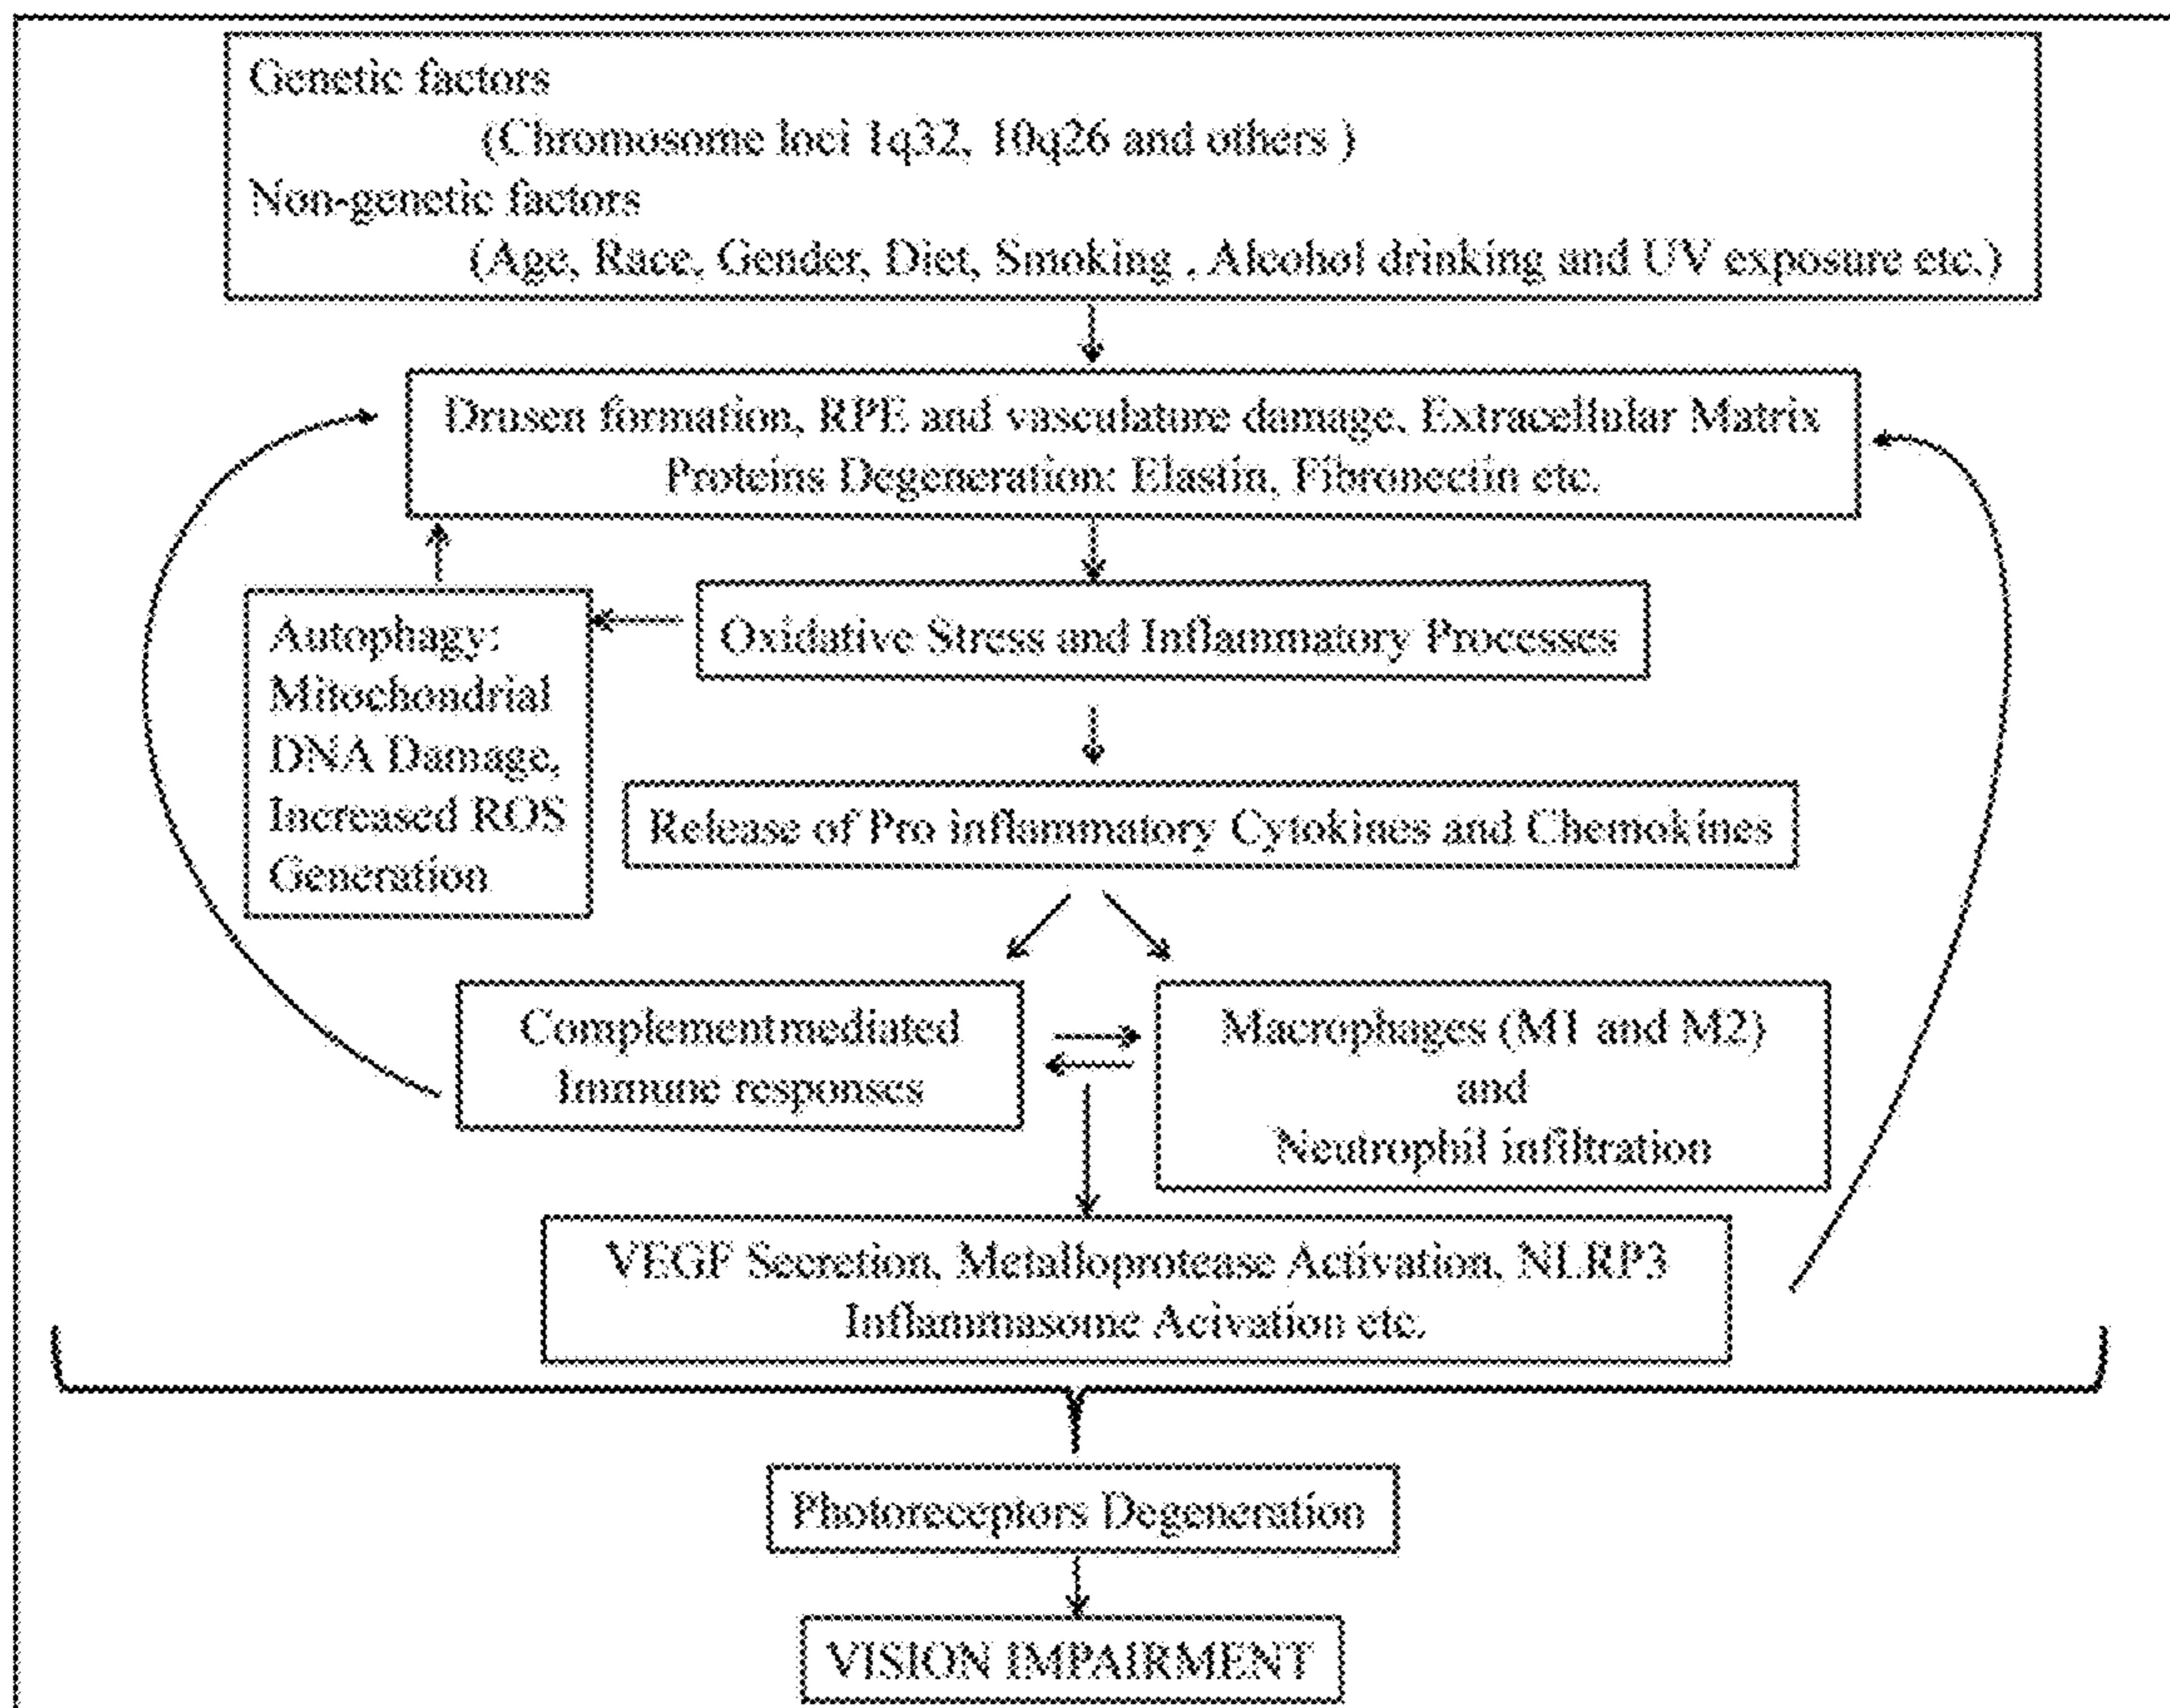 Genetic factors
(Chromosome loci 1q32, 10q26 and others )
Non-genetic factors
(Age, Race, Gender, Diet, Smoking , Alcohol drinking and UV exposure etc.)
Drusen formation, RPE and vasculature damage, Extracellular Matrix
Proteins Degeneration: Elastin, Fibronectin etc.
Oxidative Stress and Inflammatory Processes
Autophagy:
Mitochondrial
DNA Damage,
Increased ROS
Generation
Release of Pro inflammatory Cytokines and Chemokines
Complementmediated
Immune responses
Macrophages (M1 and M2)
and
Neutrophil infiltration
VEGF Secretion, Metalloprotease Activation, NLRP3
Inflammasome Acivation etc.
Photoreceptors Degeneration
VISION IMPAIRMENT